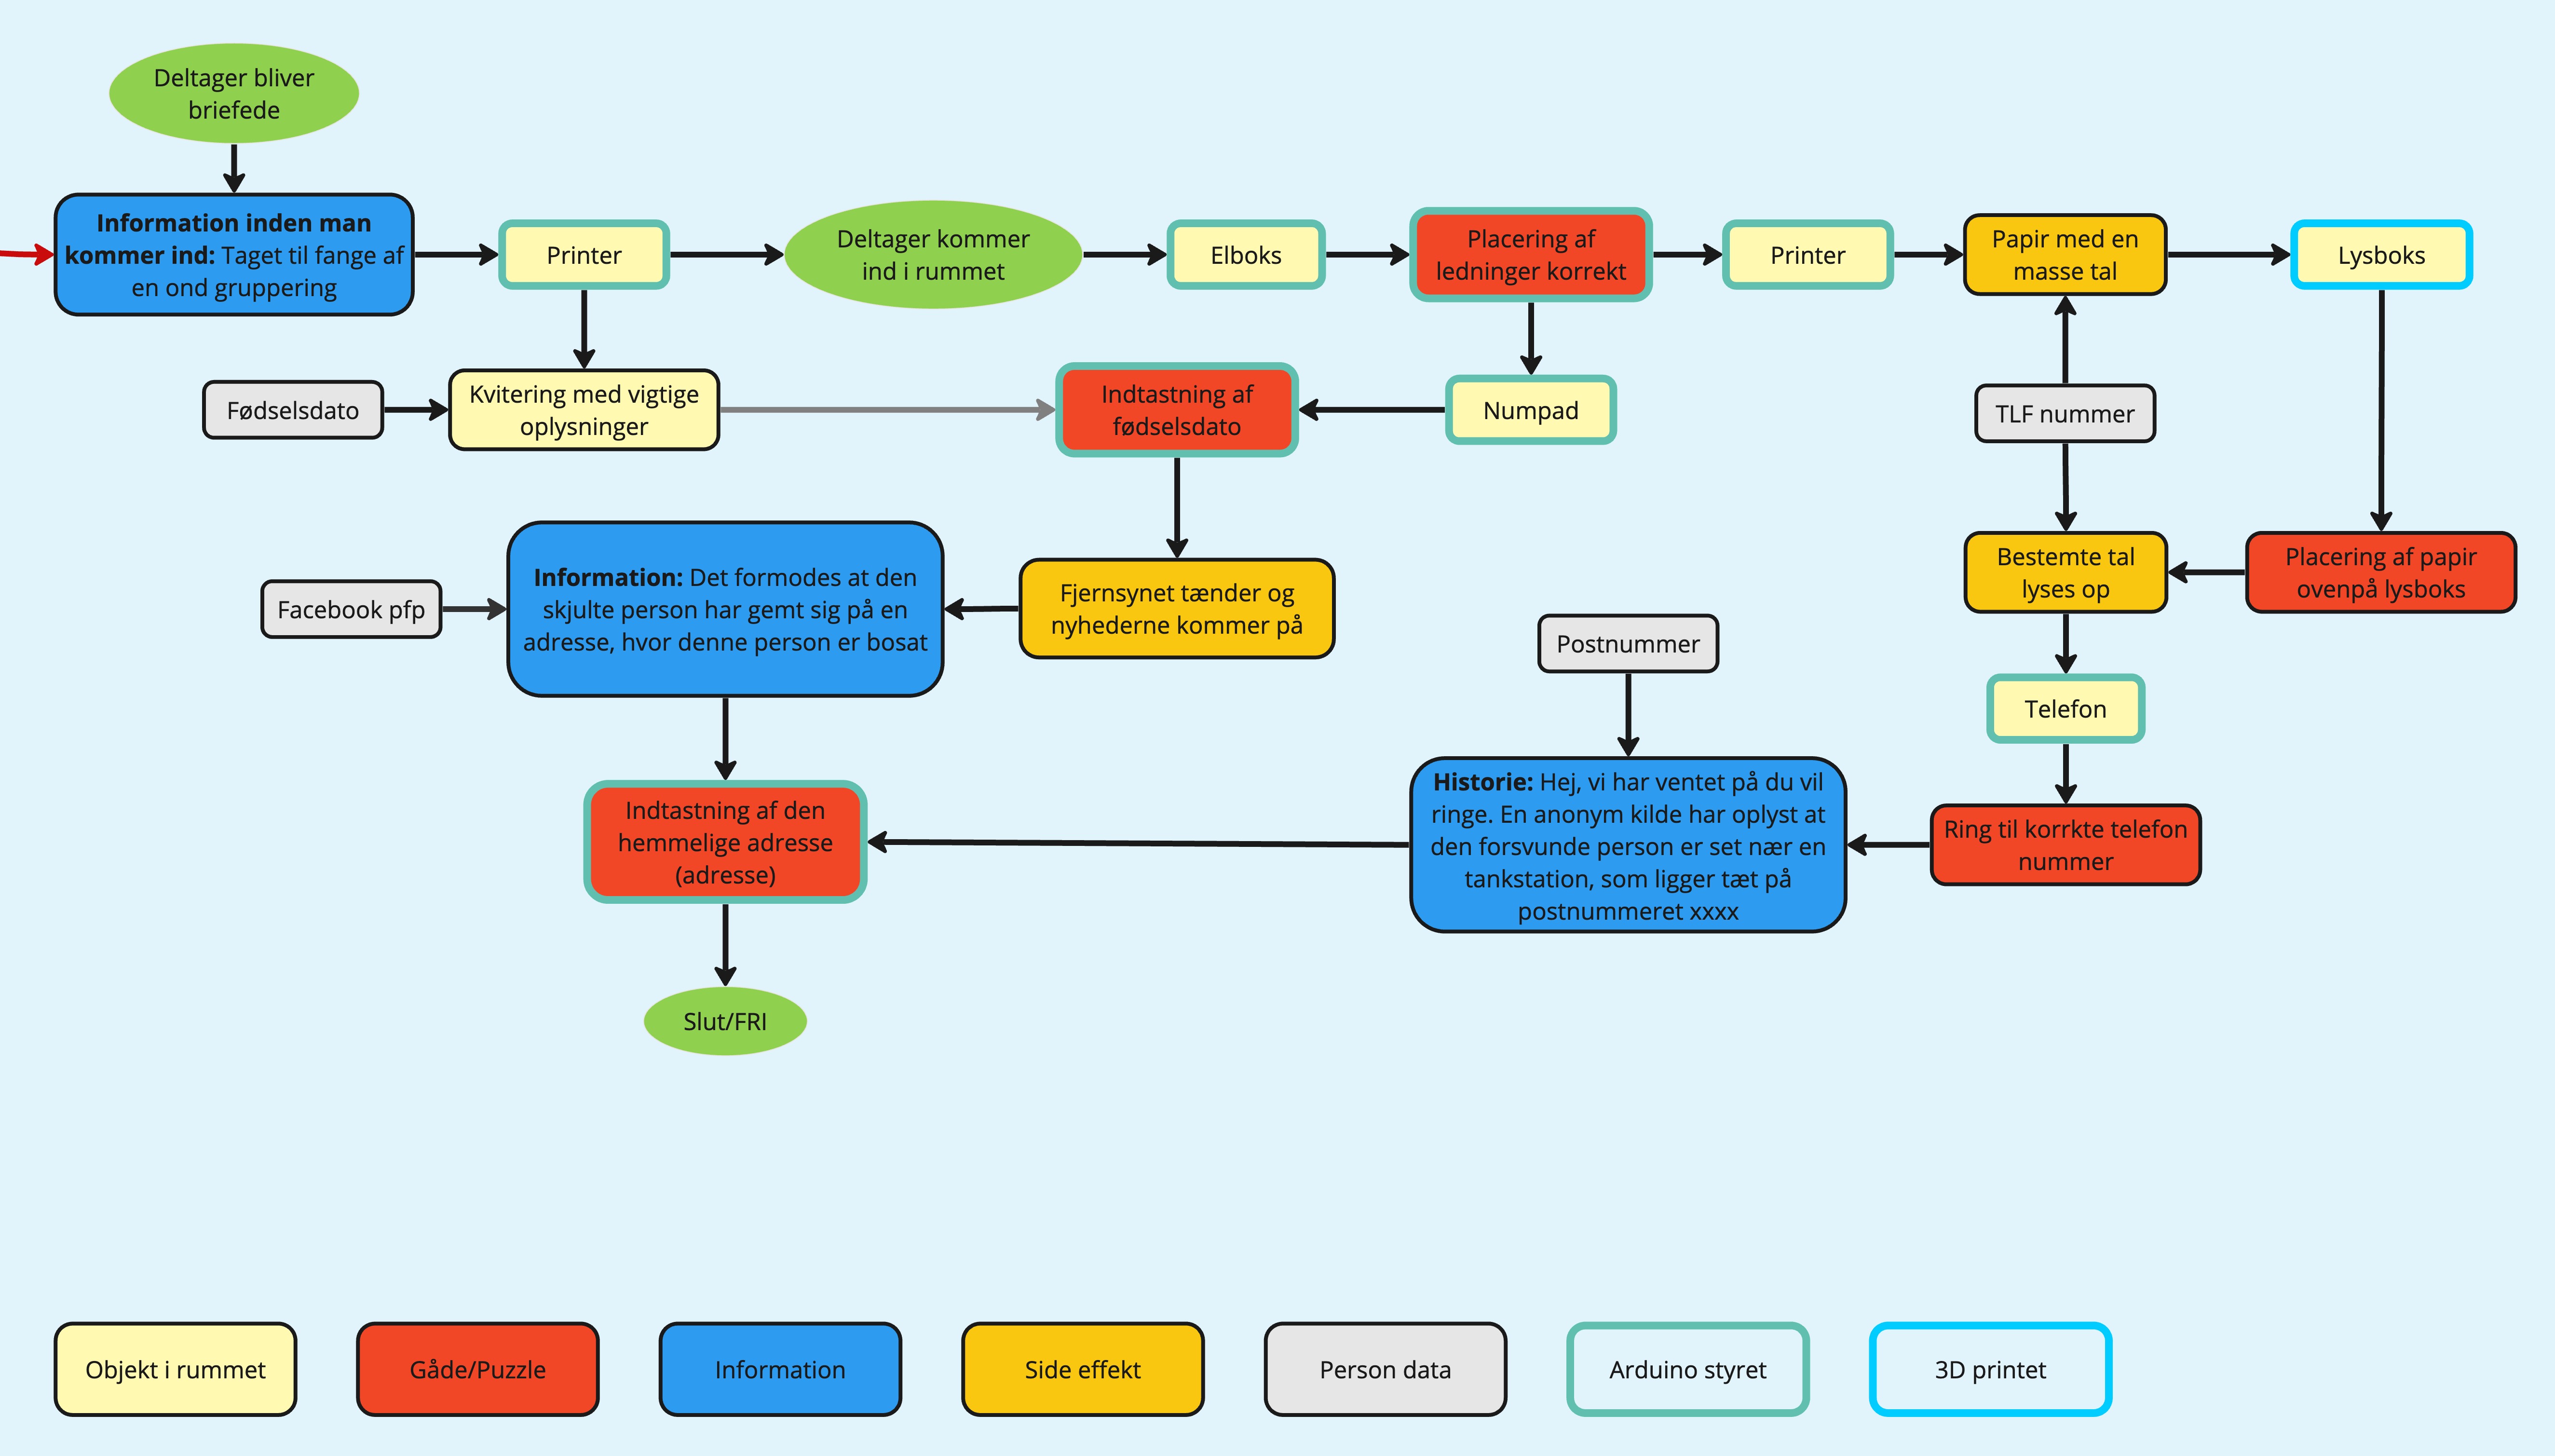 Deltager bliver
briefede
Information inden man
kommer ind: Taget til fange af
en ond gruppering
Printer
Deltager kommer
ind i rummet
Elboks
Placering af
ledninger korrekt
Printer
Papir med en
masse tal
Lysboks
Fødselsdato
Kvitering med vigtige
oplysninger
Indtastning af
fødselsdato
Numpad
TLF nummer
Facebook pfp
Information: Det formodes at den
skjulte person har gemt sig på en
adresse, hvor denne person er bosat
Fjernsynet tænder og
nyhederne kommer på
Bestemte tal
lyses op
Placering af papir
ovenpå lysboks
Postnummer
Telefon
Indtastning af den
hemmelige adresse
(adresse)
Historie: Hej, vi har ventet på du vil
ringe. En anonym kilde har oplyst at
den forsvunde person er set nær en
tankstation, som ligger tæt på
postnummeret xxxx
Ring til korrkte telefon
nummer
Slut/FRI
Objekt i rummet
Gåde/Puzzle
Information
Side effekt
Person data
Arduino styret
3D printet